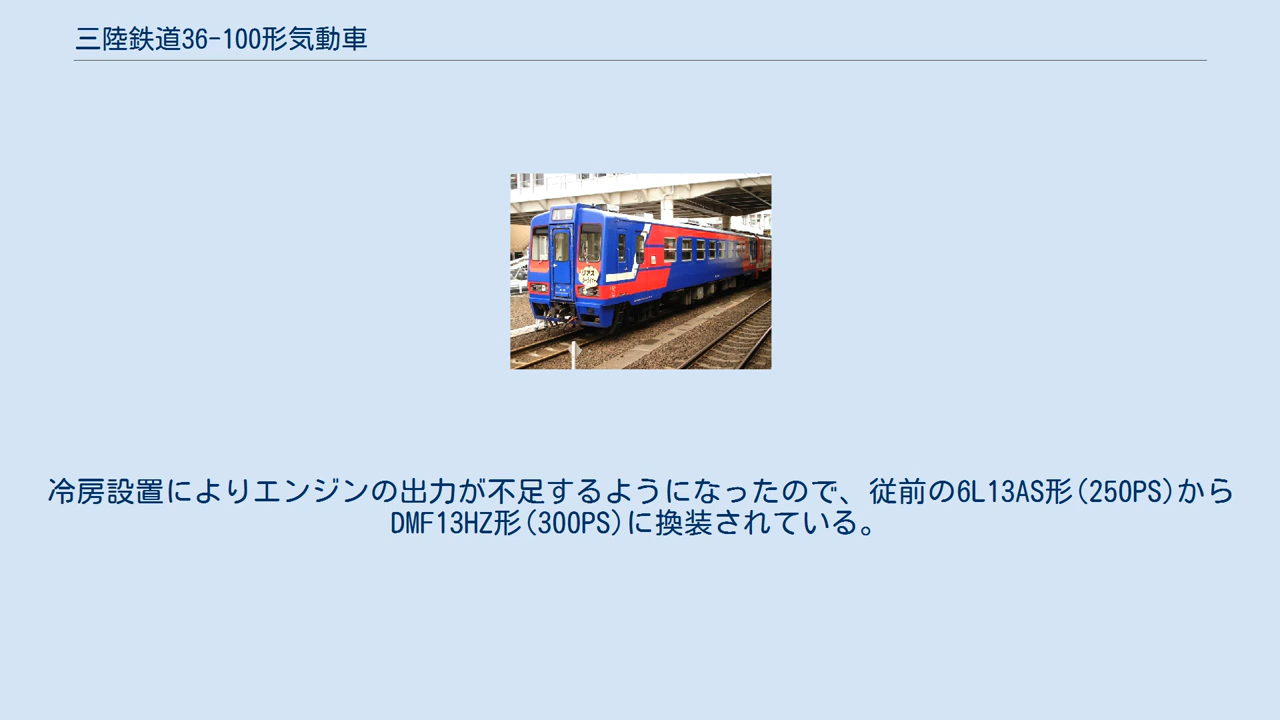 三陸鉄道36-100形気動車
リアス
冷房設置によりエンジンの出力が不足するようになったので、従前の6L13AS形(250PS)から
DMF13HZ形(300PS)に換装されている。